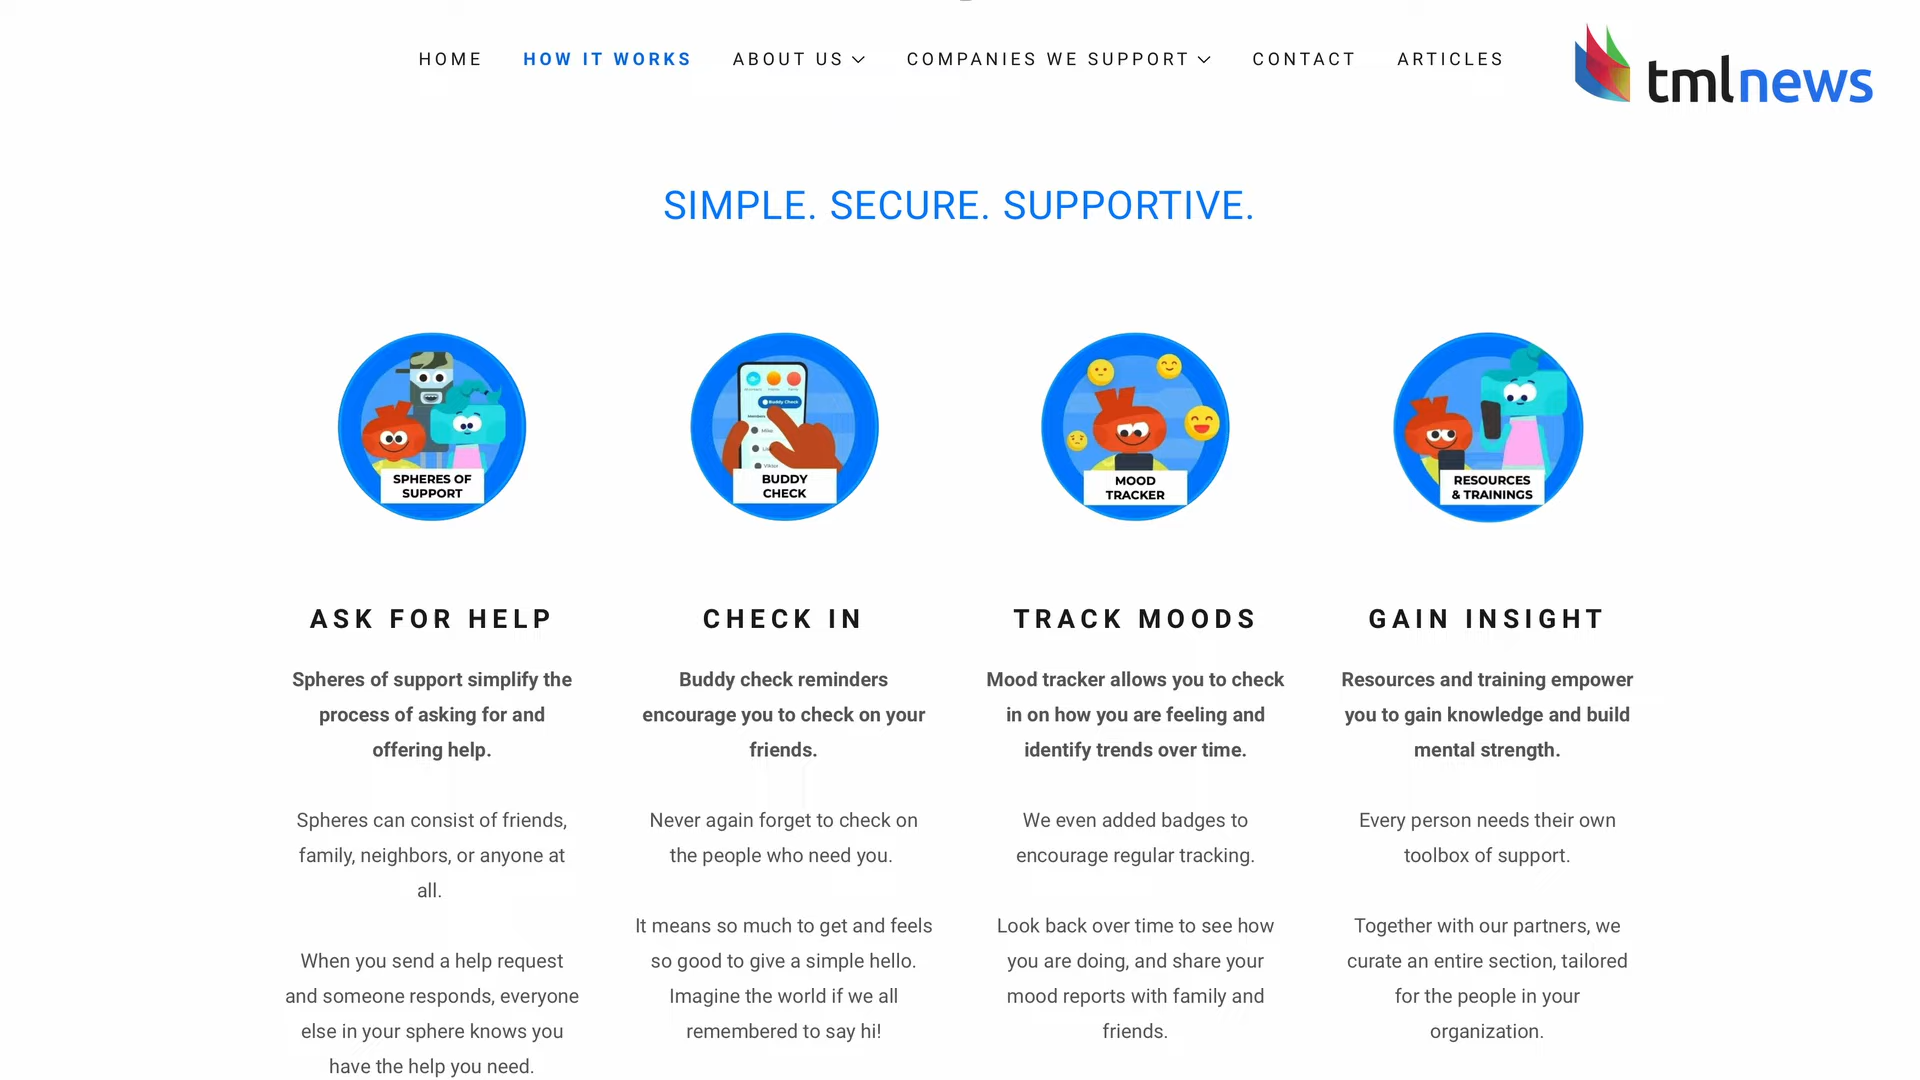 HOME
HOW IT WORKS
ABOUT US
COMPANIES WE SUPPORT
CONTACT
ARTICLES
tmlnews
SIMPLE. SECURE. SUPPORTIVE.
SPHERES OF
SUPPORT
Buddy Check
Members
Mike
Viktor
BUDDY
CHECK
MOOD
TRACKER
RESOURCES
& TRAININGS
ASK FOR HELP
Spheres of support simplify the
process of asking for and
offering help.
Spheres can consist of friends,
family, neighbors, or anyone at
all.
When you send a help request
and someone responds, everyone
else in your sphere knows you
have the help you need.
CHECK IN
Buddy check reminders
encourage you to check on your
friends.
Never again forget to check on
the people who need you.
It means so much to get and feels
so good to give a simple hello.
Imagine the world if we all
remembered to say hi!
TRACK MOODS
Mood tracker allows you to check
in on how you are feeling and
identify trends over time.
We even added badges to
encourage regular tracking.
Look back over time to see how
you are doing, and share your
mood reports with family and
friends.
GAIN INSIGHT
Resources and training empower
you to gain knowledge and build
mental strength.
Every person needs their own
toolbox of support.
Together with our partners, we
curate an entire section, tailored
for the people in your
organization.